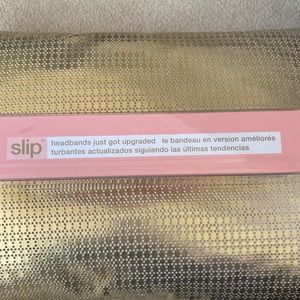 slip
headbands just got upgraded le bandeau en version améliorée
turbantes actualizados siguiendo las últimas tendencias